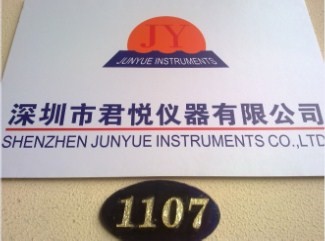 JY
JUNYUE INSTRUMENTS
深圳市君悦仪器有限公司
SHENZHEN JUNYUE INSTRUMENTS CO.,LTD
1107